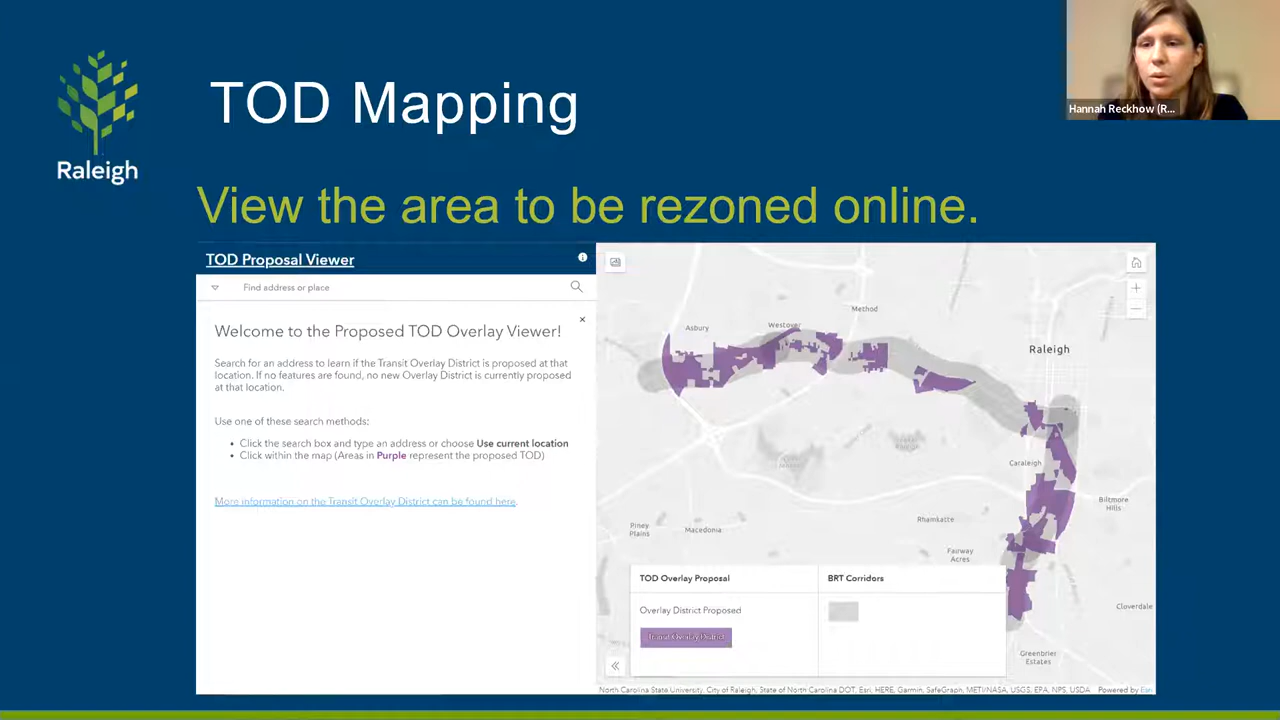 Raleigh
TOD Mapping
View the area to be rezoned online.
Hannah Reckhow (R...
TOD Proposal Viewer
Find address or place
Welcome to the Proposed TOD Overlay Viewer!
Search for an address to learn if the Transit Overlay District is proposed at that
location. If no features are found, no new Overlay District is currently proposed
at that location.
Use one of these search methods:
• Click the search box and type an address or choose Use current location
• Click within the map (Areas in Purple represent the proposed TOD)
More information on the Transit Overlay District can be found here.
Asbury
Westover
Method
Raleigh
Caraleigh
Biltmore
Hills
Piney
Plains
Macedonia
Rhamkatte
Fairway
Acres
Cloverdale
Greenbrier
Estates
TOD Overlay Proposal
Overlay District Proposed
Transit Overlay District
BRT Corridors
North Carolina State University, City of Raleigh, State of North Carolina DOT, Esri, HERE, Garmin, SafeGraph, METI/NASA, USGS, EPA, NPS, USDA
Powered by Esri